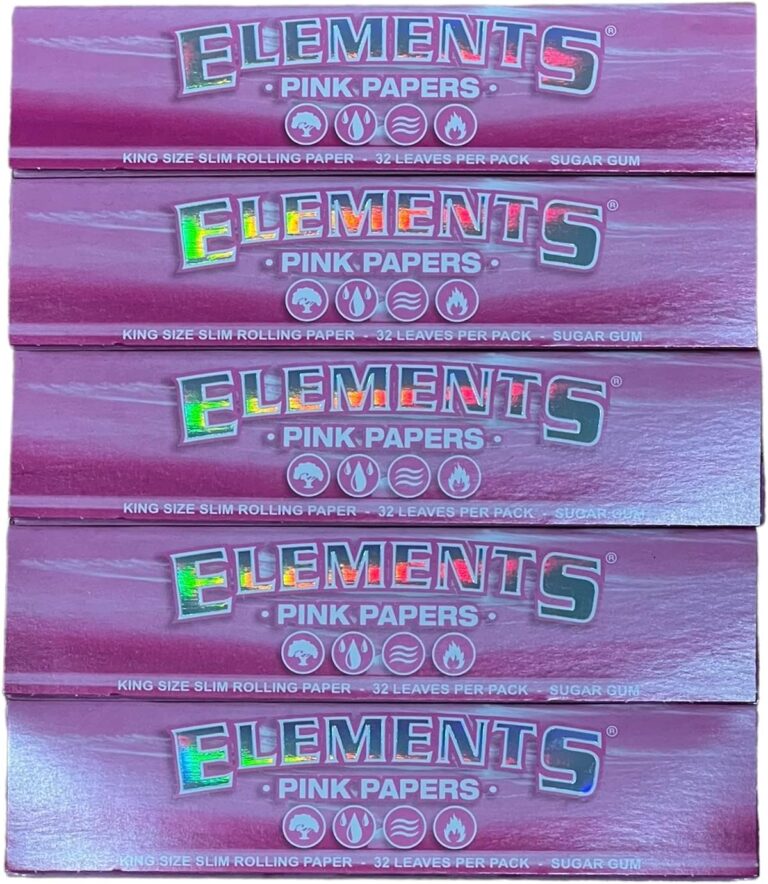 ELEMENTS®
• PINK PAPERS •
KING SIZE SLIM ROLLING PAPER - 32 LEAVES PER PACK - SUGAR GUM
ELEMENTS®
• PINK PAPERS •
KING SIZE SLIM ROLLING PAPER - 32 LEAVES PER PACK - SUGAR GUM
ELEMENTS®
• PINK PAPERS •
KING SIZE SLIM ROLLING PAPER - 32 LEAVES PER PACK - SUGAR GUM
ELEMENTS®
• PINK PAPERS •
KING SIZE SLIM ROLLING PAPER - 32 LEAVES PER PACK - SUGAR GUM
ELEMENTS®
• PINK PAPERS •
KING SIZE SLIM ROLLING PAPER - 32 LEAVES PER PACK - SUGAR GUM